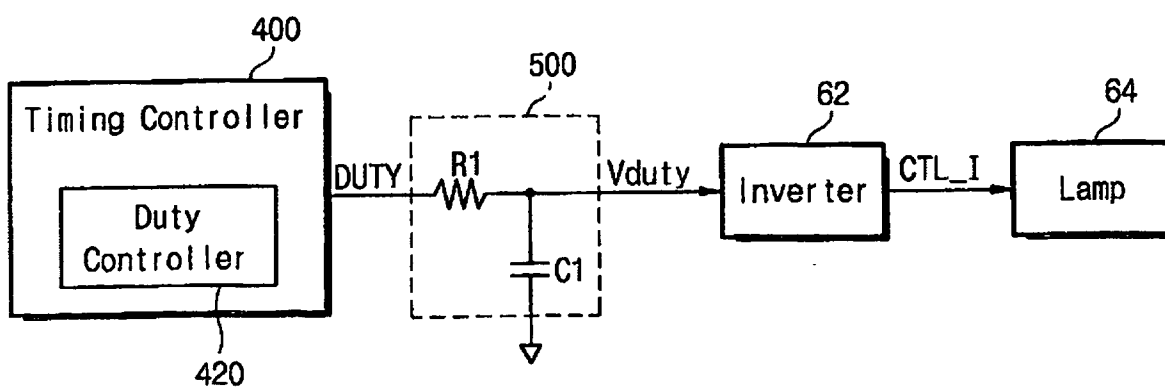 400
500
62
64
Timing Controller
DUTY
R1
Vduty
Inverter
CTL_I
Lamp
Duty
Controller
C1
420